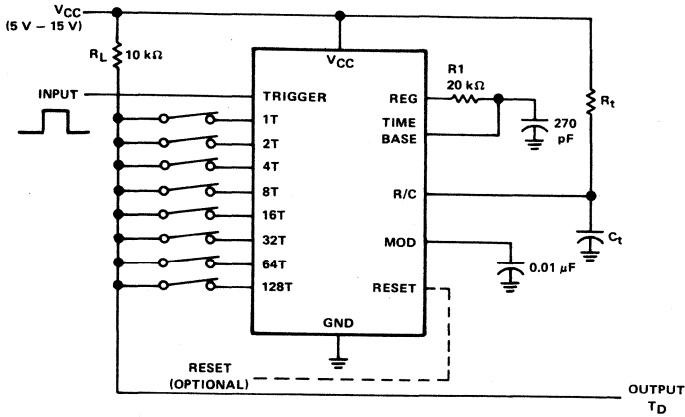 VCC
(5 V – 15 V)
RL 10 kΩ
VCC
R1
20 kΩ
INPUT
TRIGGER
REG
Rt
1T
TIME
BASE
270
pF
2T
4T
8T
R/C
16T
32T
MOD
Ct
64T
0.01 μF
128T
RESET
GND
RESET
(OPTIONAL)
OUTPUT
TD